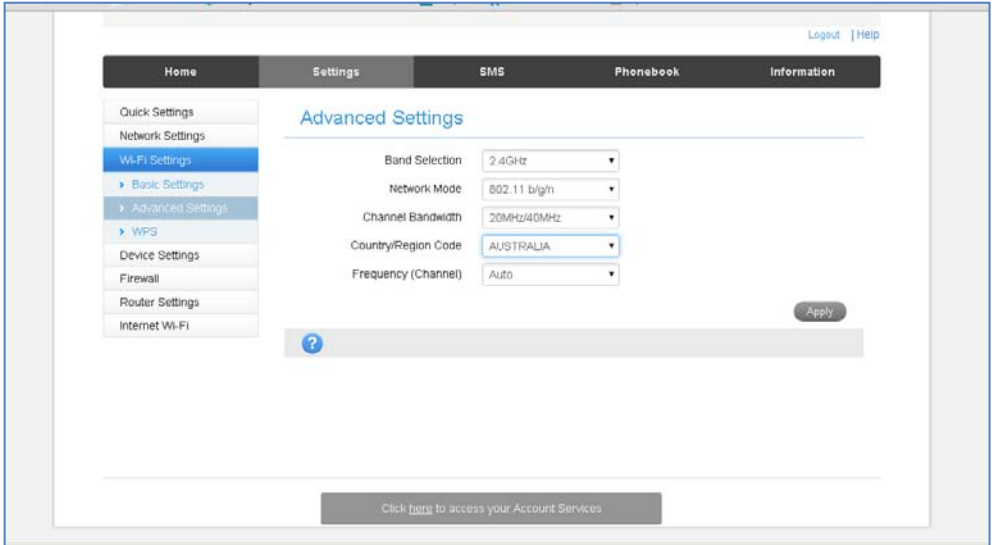 Logout | Help
Home Settings SMS Phonebook Information
Quick Settings
Network Settings
Wi-Fi Settings
Basic Settings
Advanced Settings
WPS
Device Settings
Firewall
Router Settings
Internet Wi-Fi
Advanced Settings
Band Selection 2.4GHz
Network Mode 802.11 b/g/n
Channel Bandwidth 20MHz/40MHz
Country/Region Code AUSTRALIA
Frequency (Channel) Auto
Apply
?
Click here to access your Account Services